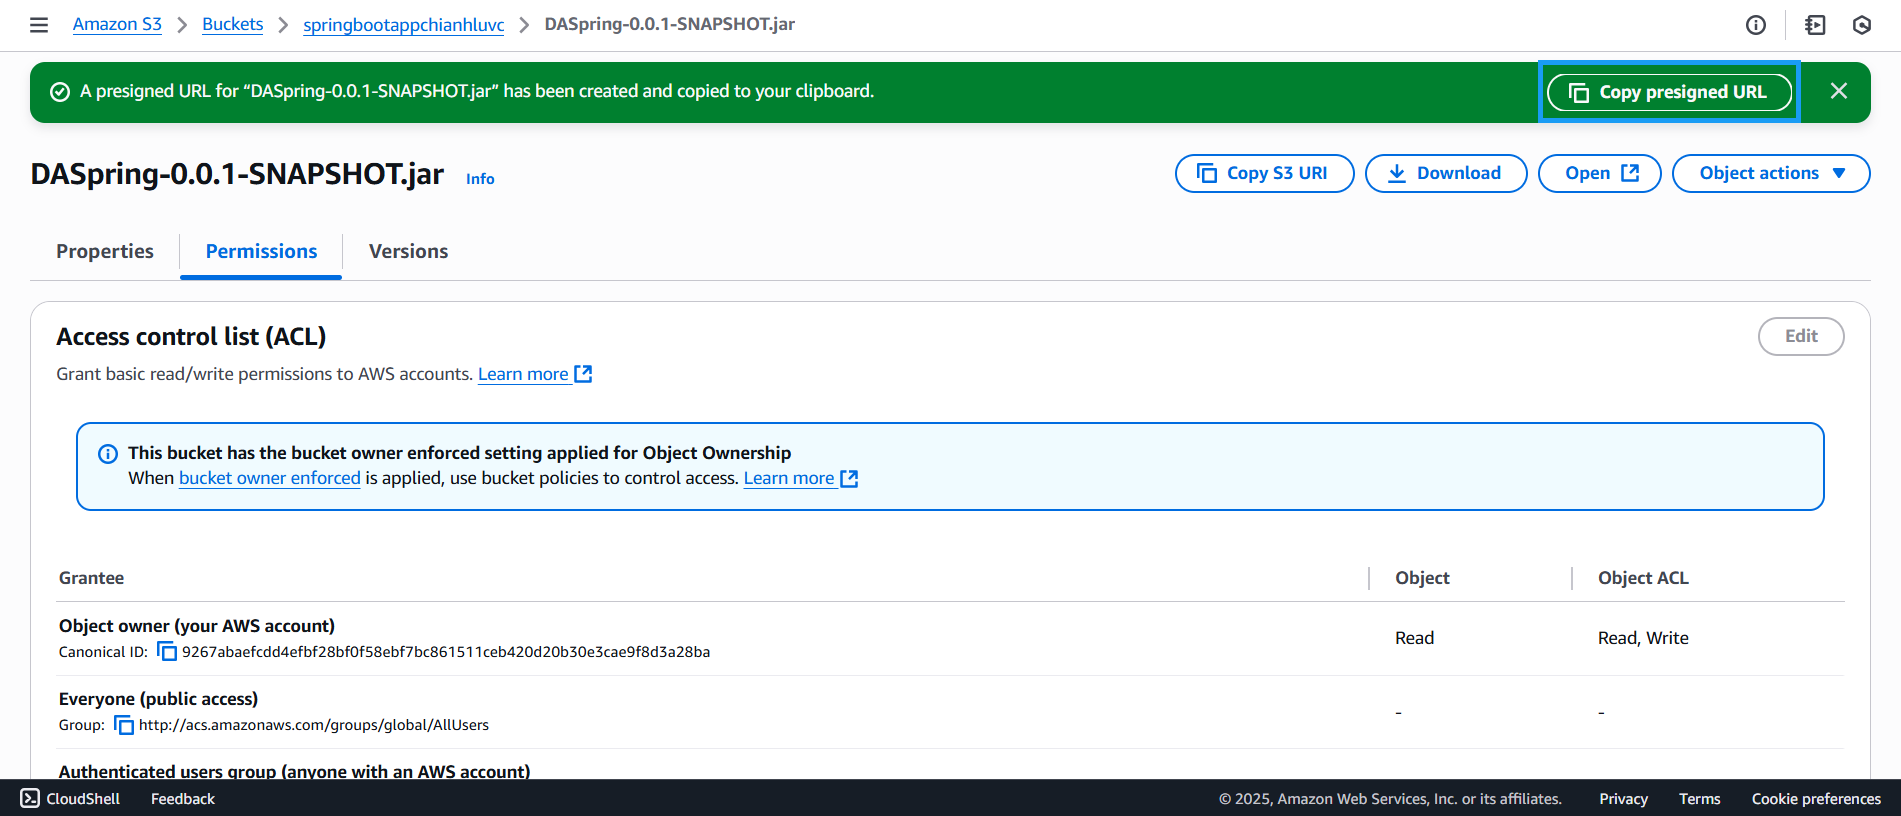 Amazon S3 > Buckets > springbootappchianhluvc > DASpring-0.0.1-SNAPSHOT.jar
A presigned URL for “DASpring-0.0.1-SNAPSHOT.jar” has been created and copied to your clipboard. Copy presigned URL
DASpring-0.0.1-SNAPSHOT.jar Info Copy S3 URI Download Open Object actions
Properties Permissions Versions
Access control list (ACL) Edit
Grant basic read/write permissions to AWS accounts. Learn more
This bucket has the bucket owner enforced setting applied for Object Ownership
When bucket owner enforced is applied, use bucket policies to control access. Learn more
Grantee Object Object ACL
Object owner (your AWS account)
Canonical ID: 9267abaefcdd4efbf28bf0f58ebf7bc861511ceb420d20b30e3cae9f8d3a28ba Read Read, Write
Everyone (public access)
Group: http://acs.amazonaws.com/groups/global/AllUsers - -
Authenticated users group (anyone with an AWS account)
CloudShell Feedback © 2025, Amazon Web Services, Inc. or its affiliates. Privacy Terms Cookie preferences